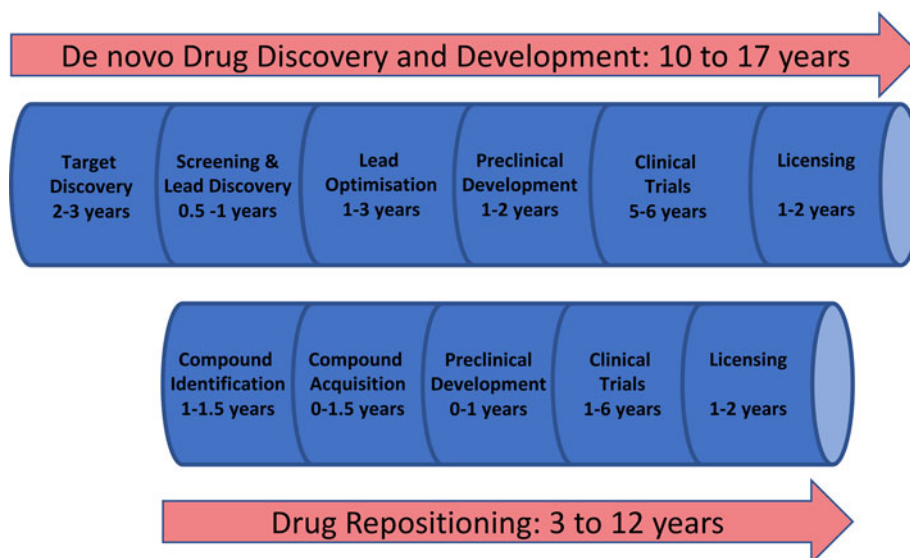 De novo Drug Discovery and Development: 10 to 17 years
Target
Discovery
2-3 years
Screening &
Lead Discovery
0.5 -1 years
Lead
Optimisation
1-3 years
Preclinical
Development
1-2 years
Clinical
Trials
5-6 years
Licensing
1-2 years
Compound
Identification
1-1.5 years
Compound
Acquisition
0-1.5 years
Preclinical
Development
0-1 years
Clinical
Trials
1-6 years
Licensing
1-2 years
Drug Repositioning: 3 to 12 years